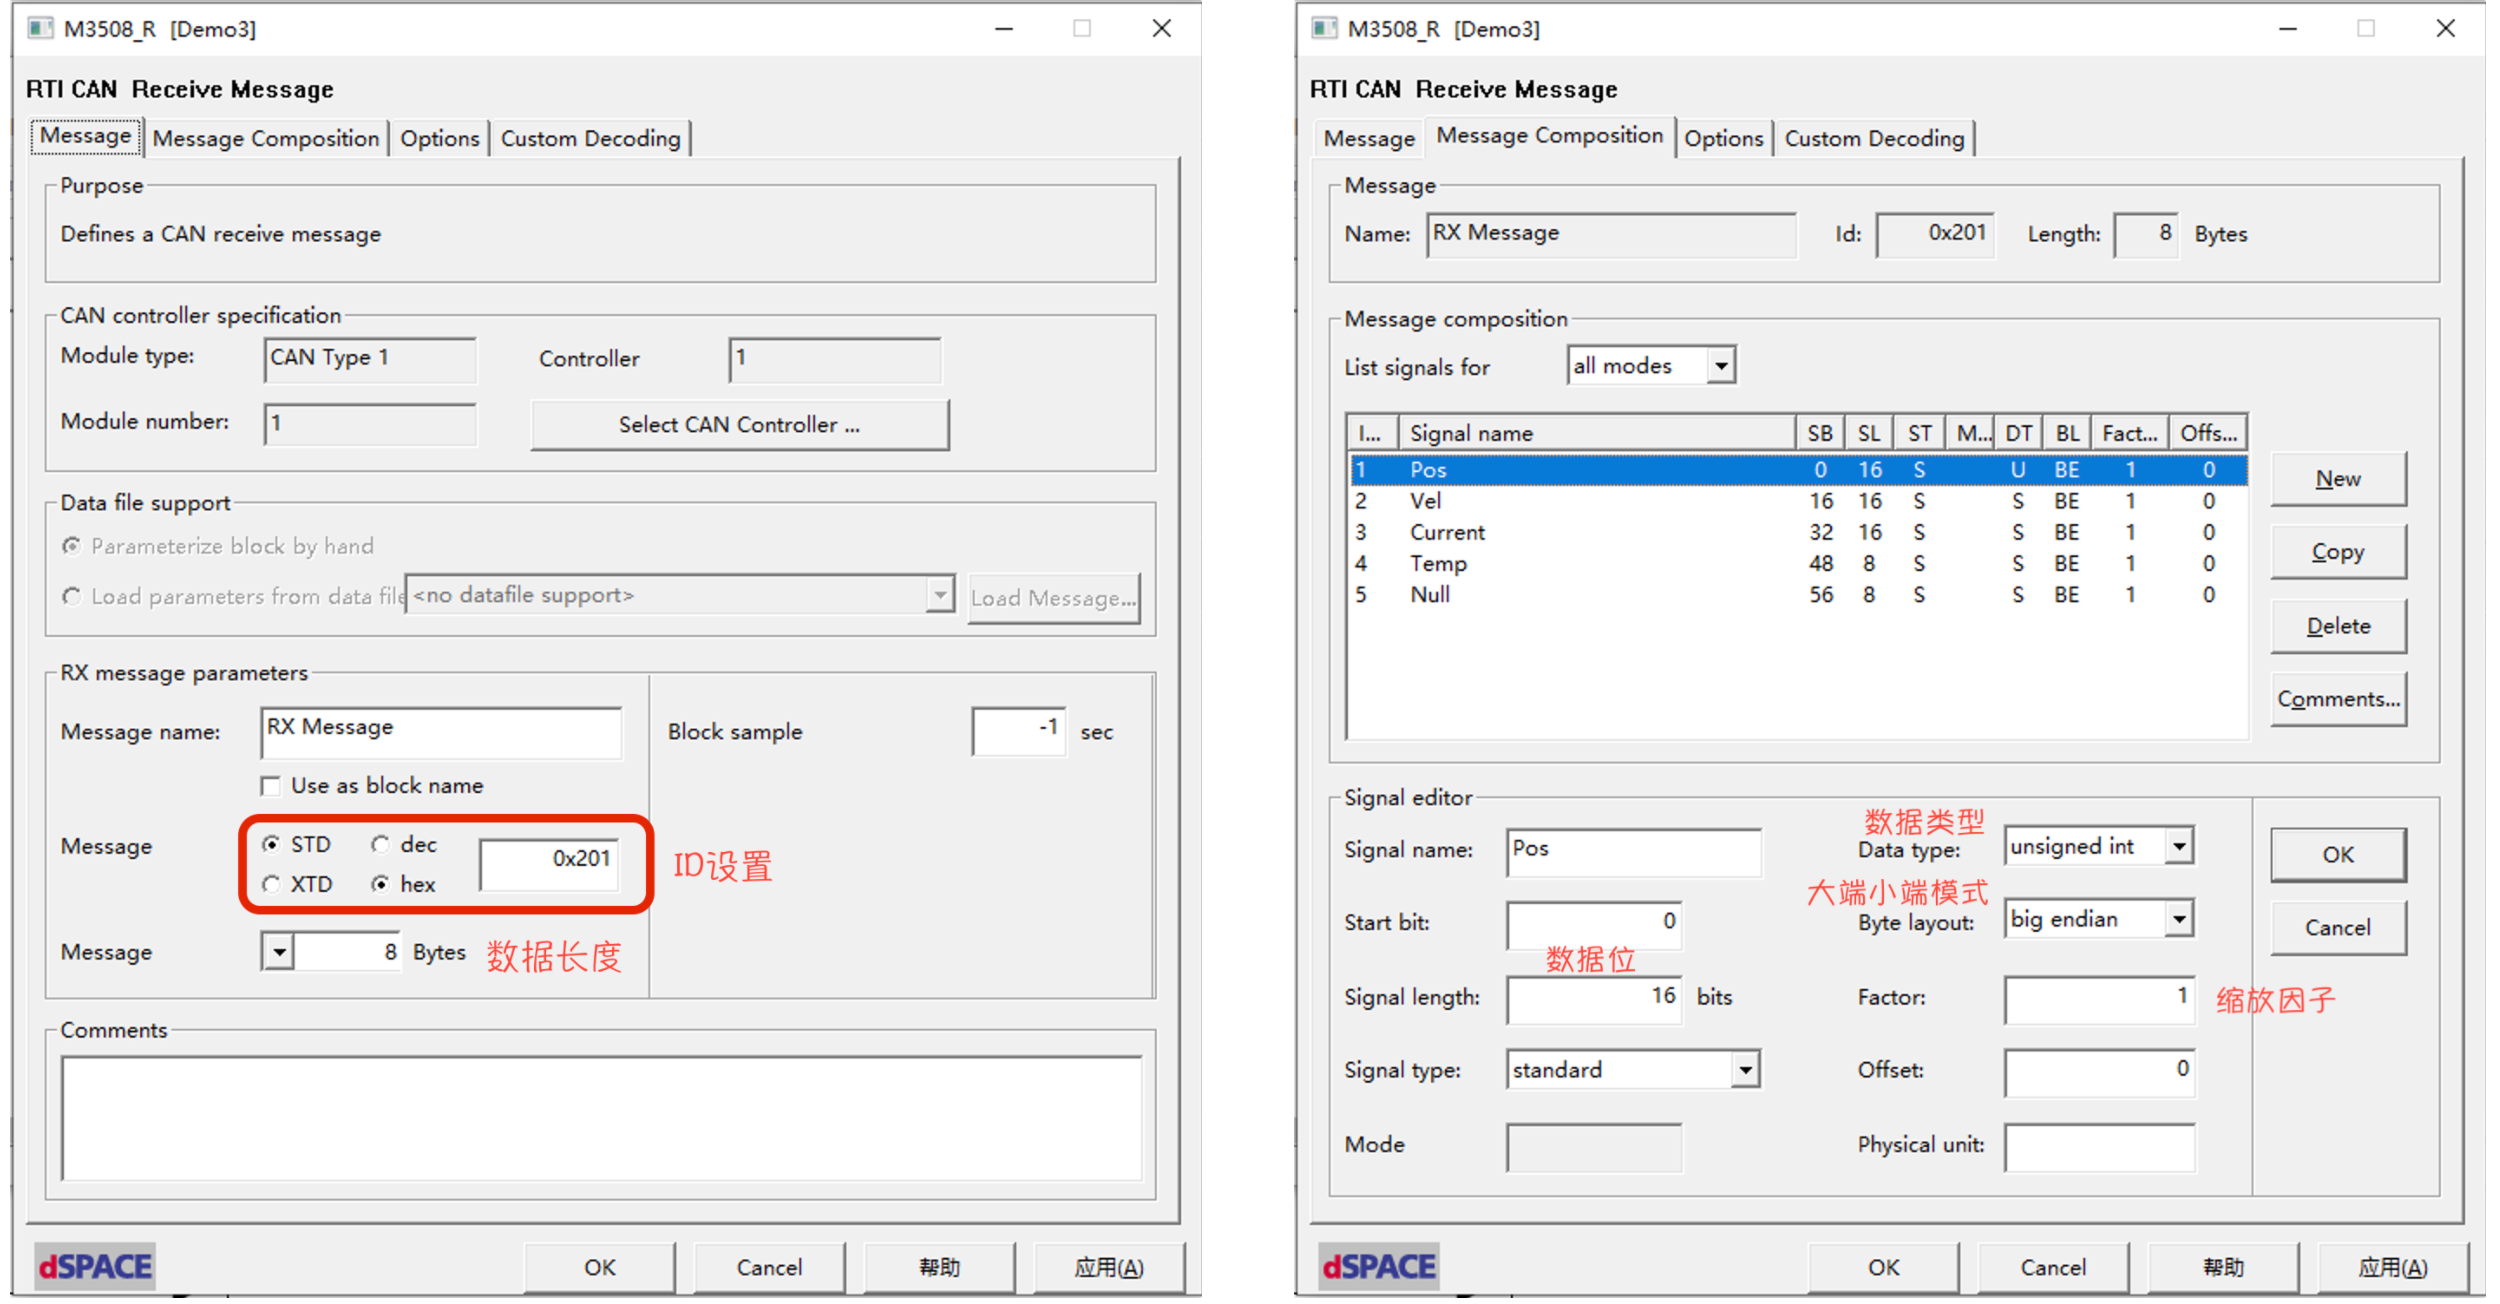 M3508_R [Demo3]
RTI CAN Receive Message
Message Message Composition Options Custom Decoding
Purpose
Defines a CAN receive message
CAN controller specification
Module type: CAN Type 1 Controller 1
Module number: 1 Select CAN Controller ...
Data file support
Parameterize block by hand
Load parameters from data file <no datafile support> Load Message...
RX message parameters
Message name: RX Message Block sample -1 sec
Use as block name
Message STD dec 0x201 ID设置
XTD hex
Message 8 Bytes 数据长度
Comments
dSPACE OK Cancel 帮助 应用(A)
M3508_R [Demo3]
RTI CAN Receive Message
Message Message Composition Options Custom Decoding
Message
Name: RX Message Id: 0x201 Length: 8 Bytes
Message composition
List signals for all modes
I... Signal name SB SL ST M... DT BL Fact... Offs...
1 Pos 0 16 S U BE 1 0
2 Vel 16 16 S S BE 1 0
3 Current 32 16 S S BE 1 0
4 Temp 48 8 S S BE 1 0
5 Null 56 8 S S BE 1 0
New
Copy
Delete
Comments...
Signal editor
数据类型
Signal name: Pos Data type: unsigned int OK
大端小端模式
Start bit: 0 Byte layout: big endian Cancel
数据位
Signal length: 16 bits Factor: 1 缩放因子
Signal type: standard Offset: 0
Mode Physical unit:
dSPACE OK Cancel 帮助 应用(A)